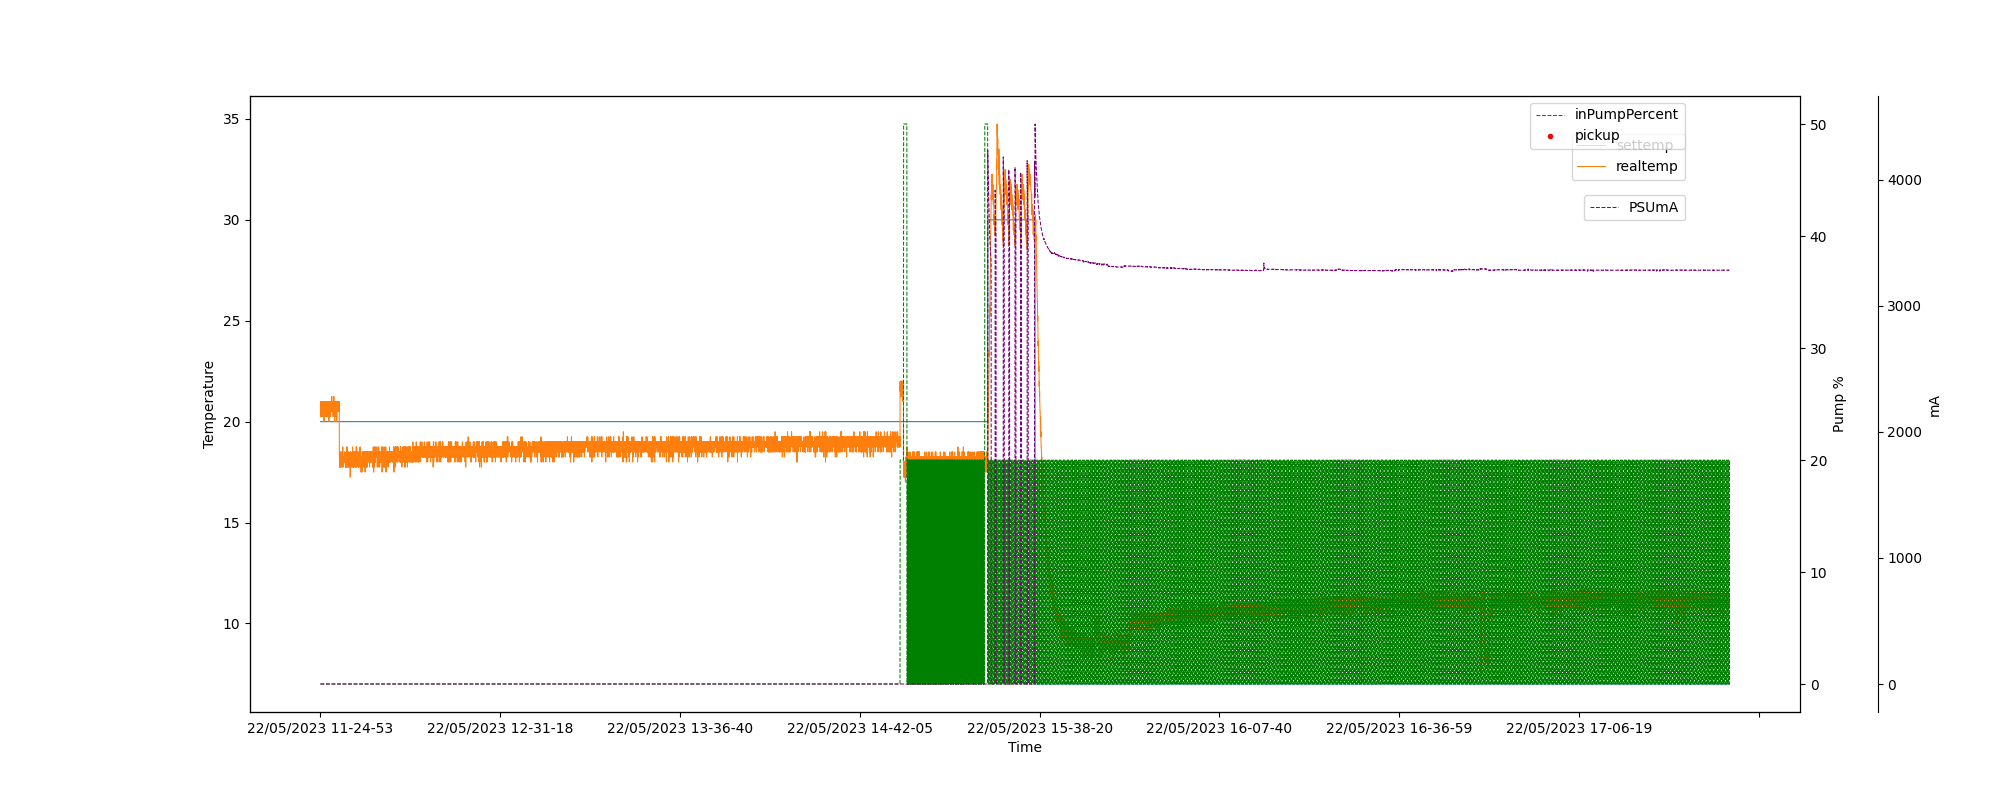 35
30
25
20
15
10
Temperature
inPumpPercent
pickup
settemp
realtemp
PSUmA
50
40
30
20
10
0
Pump %
4000
3000
2000
1000
0
mA
22/05/2023 11-24-53
22/05/2023 12-31-18
22/05/2023 13-36-40
22/05/2023 14-42-05
22/05/2023 15-38-20
22/05/2023 16-07-40
22/05/2023 16-36-59
22/05/2023 17-06-19
Time